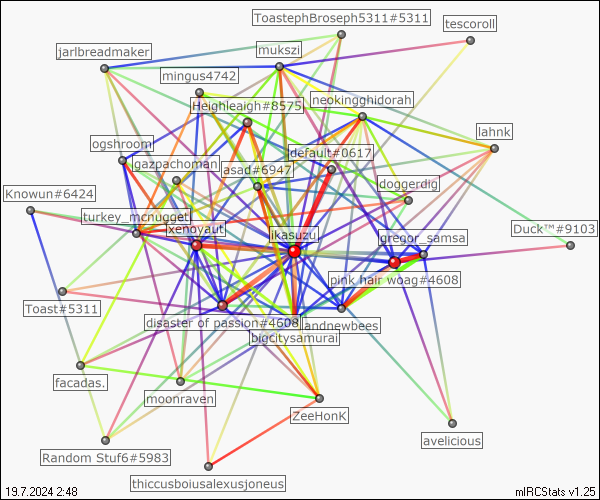 ToastephBroseph5311#5311
tescoroll
jarlbreadmaker
mukszi
mingus4742
Heighleigh#8575
neokingghidorah
lahnk
ogshroom
default#0617
gazpachoman
asad#6947
doggerdig
Knowun#6424
turkey_mcnugget
xenoyaut
ikasuzu
gregor_samsa
Duck™#9103
pink hair woag#4608
Toast#5311
disaster of passion#4608
landnewbees
bigcitysamurai
facadas.
moonraven
ZeeHonK
avelicious
Random Stuf6#5983
thiccusboiusalexusjoneus
19.7.2024 2:48
mIRCStats v1.25